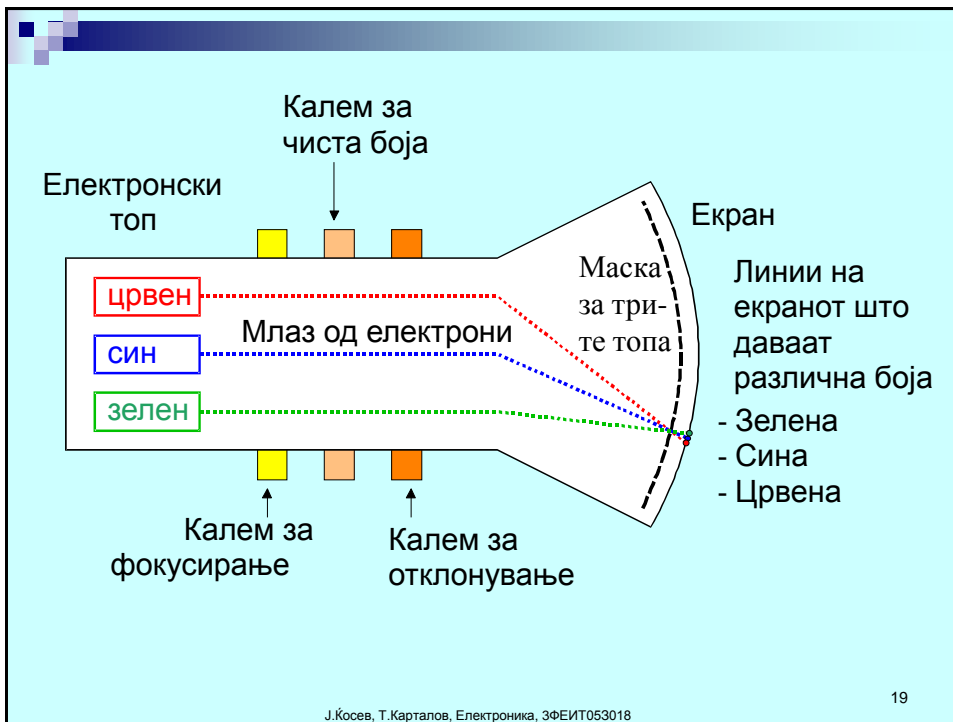 Калем за
чиста боја
Електронски
топ
Екран
црвен
син
зелен
Млаз од електрони
Маска
за три-
те топа
Линии на
екранот што
даваат
различна боја
- Зелена
- Сина
- Црвена
Калем за
фокусирање
Калем за
отклонување
Ј.Ќосев, Т.Карталов, Електроника, 3ФЕИТ053018
19